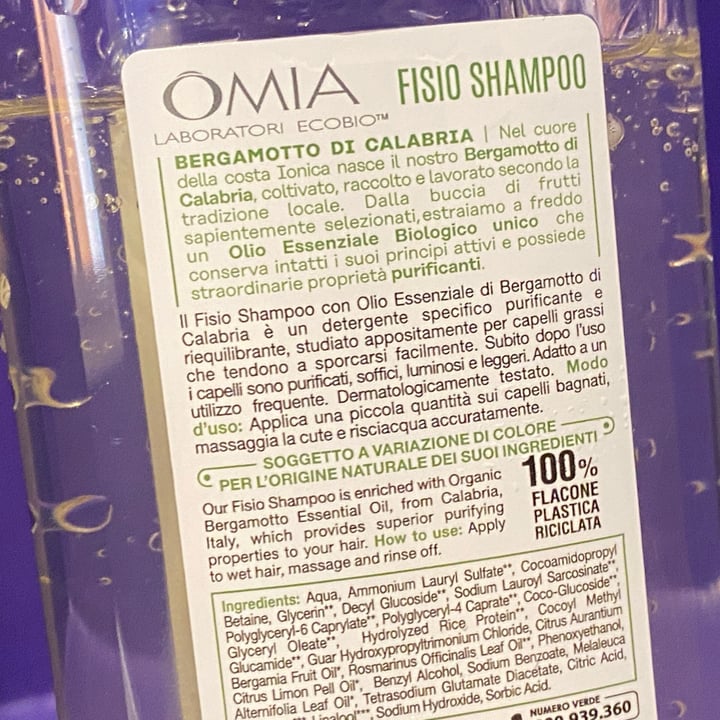 ÔMIA
LABORATORI ECOBIO™
FISIO SHAMPOO
BERGAMOTTO DI CALABRIA | Nel cuore
della costa Ionica nasce il nostro Bergamotto di
Calabria, coltivato, raccolto e lavorato secondo la
tradizione locale. Dalla buccia di frutti
sapientemente selezionati, estraiamo a freddo
un Olio Essenziale Biologico unico che
conserva intatti i suoi principi attivi e possiede
straordinarie proprietà purificanti.
Il Fisio Shampoo con Olio Essenziale di Bergamotto di
Calabria è un detergente specifico purificante e
riequilibrante, studiato appositamente per capelli grassi
che tendono a sporcarsi facilmente. Subito dopo l'uso
i capelli sono purificati, soffici, luminosi e leggeri. Adatto a un
utilizzo frequente. Dermatologicamente testato. Modo
d'uso: Applica una piccola quantità sui capelli bagnati,
massaggia la cute e risciacqua accuratamente.
SOGGETTO A VARIAZIONE DI COLORE
PER L'ORIGINE NATURALE DEI SUOI INGREDIENTI
Our Fisio Shampoo is enriched with Organic
Bergamotto Essential Oil, from Calabria,
Italy, which provides superior purifying
properties to your hair. How to use: Apply
to wet hair, massage and rinse off.
100%
FLACONE
PLASTICA
RICICLATA
Ingredients: Aqua, Ammonium Lauryl Sulfate**, Cocoamidopropyl
Betaine, Glycerin**, Decyl Glucoside**, Sodium Lauroyl Sarcosinate**,
Polyglyceryl-6 Caprylate**, Polyglyceryl-4 Caprate**, Coco-Glucoside**,
Glyceryl Oleate**, Hydrolyzed Rice Protein**, Cocoyl Methyl
Glucamide**, Guar Hydroxypropyltrimonium Chloride, Citrus Aurantium
Bergamia Fruit Oil*, Rosmarinus Officinalis Leaf Oil**, Phenoxyethanol,
Citrus Limon Pell Oil*, Benzyl Alcohol, Sodium Benzoate, Melaleuca
Alternifolia Leaf Oil*, Tetrasodium Glutamate Diacetate, Citric Acid,
Linalool***, Sodium Hydroxide, Sorbic Acid.
NUMERO VERDE
939.360